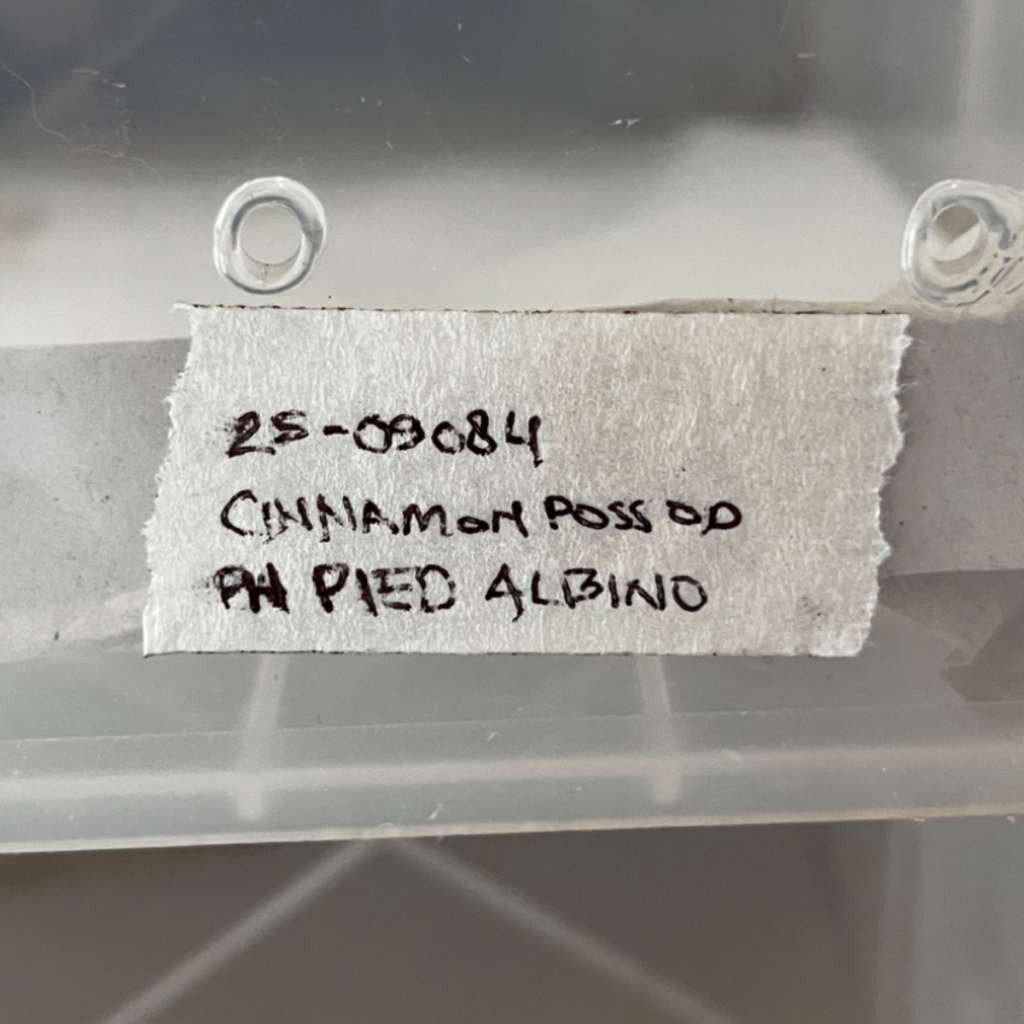 25-09084
CINNAMON POSS OD
PH PIED ALBINO